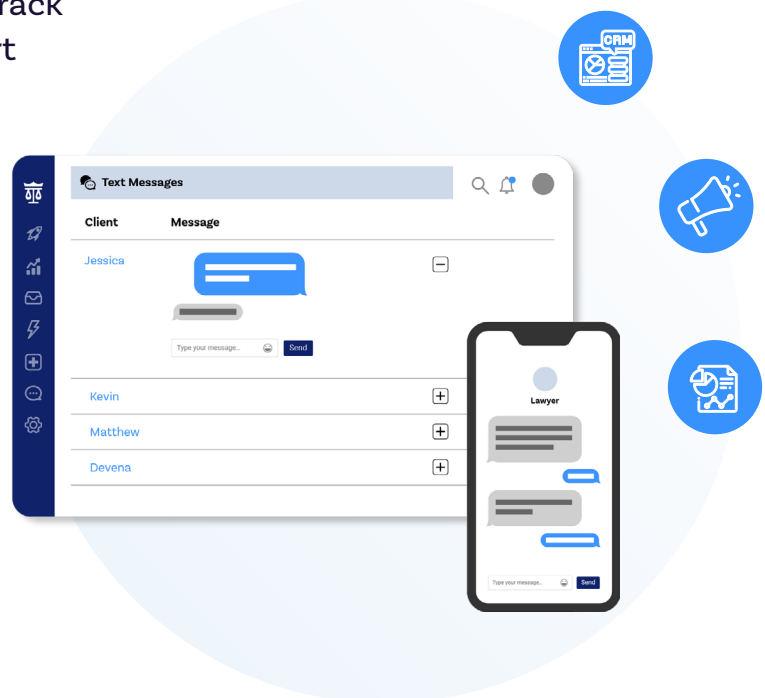 rack
rt
CRM
Text Messages
Client Message
Jessica
Type your message.. Send
Kevin
Matthew
Devena
Lawyer
Type your message.. Send